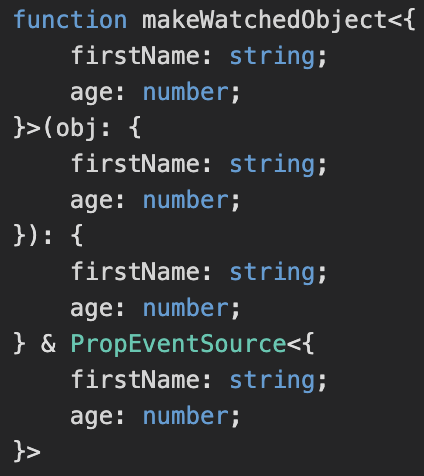 function makeWatchedObject<{
    firstName: string;
    age: number;
}>(obj: {
    firstName: string;
    age: number;
}): {
    firstName: string;
    age: number;
} & PropEventSource<{
    firstName: string;
    age: number;
}>